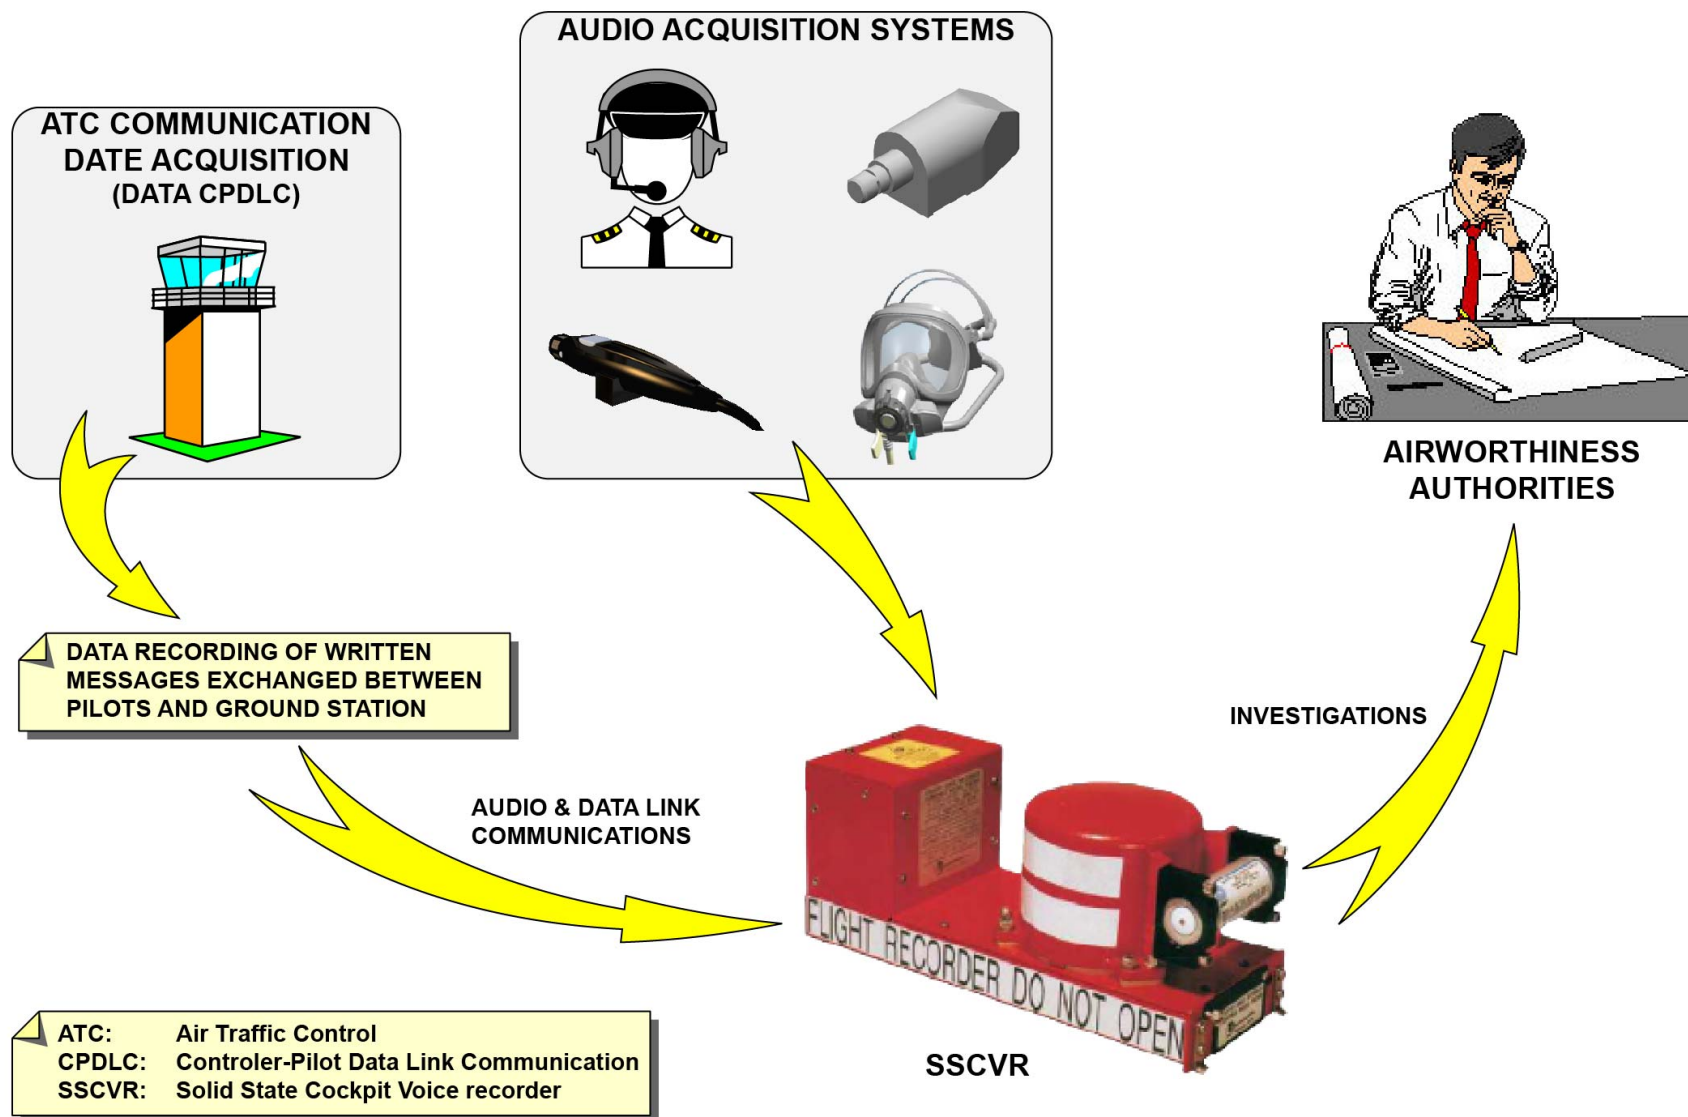 AUDIO ACQUISITION SYSTEMS
ATC COMMUNICATION
DATE ACQUISITION
(DATA CPDLC)
AIRWORTHINESS
AUTHORITIES
DATA RECORDING OF WRITTEN
MESSAGES EXCHANGED BETWEEN
PILOTS AND GROUND STATION
INVESTIGATIONS
AUDIO & DATA LINK
COMMUNICATIONS
FLIGHT RECORDER DO NOT OPEN
SSCVR
ATC: Air Traffic Control
CPDLC: Controler-Pilot Data Link Communication
SSCVR: Solid State Cockpit Voice recorder